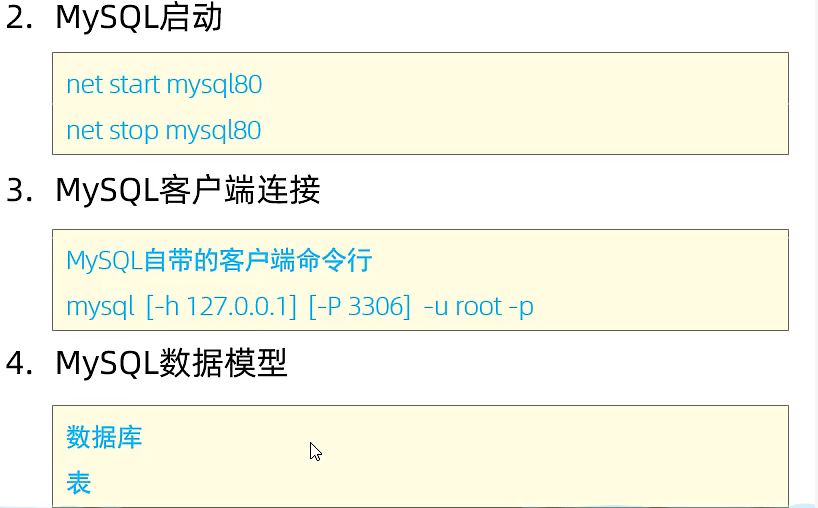 2. MySQL启动
net start mysql80
net stop mysql80
3. MySQL客户端连接
MySQL自带的客户端命令行
mysql [-h 127.0.0.1] [-P 3306] -u root -p
4. MySQL数据模型
数据库
表